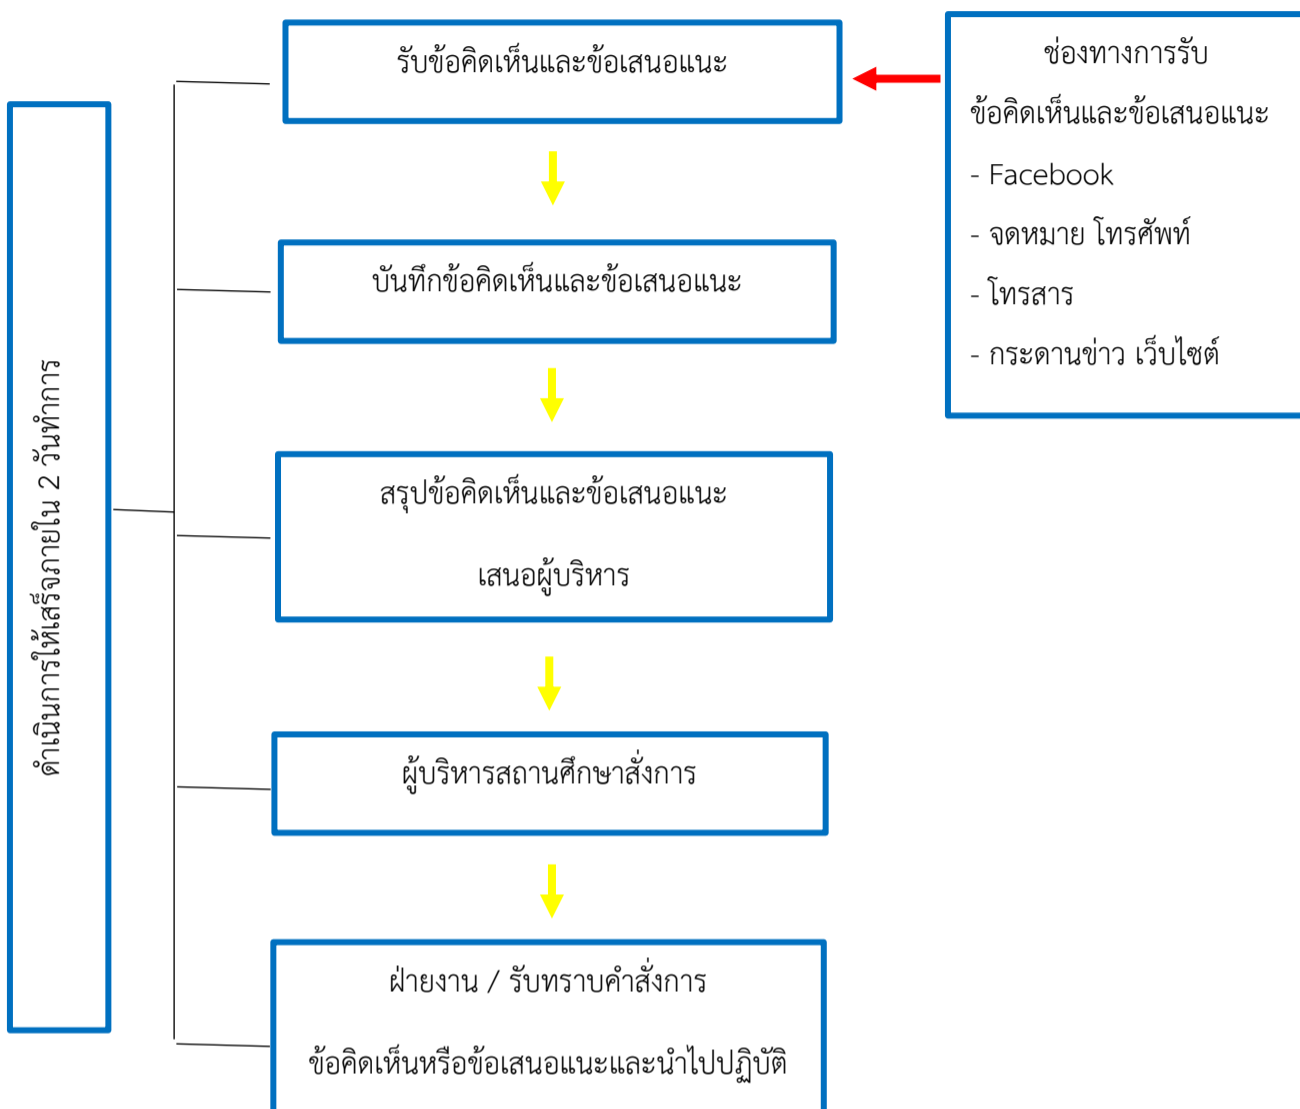 รับข้อคิดเห็นและข้อเสนอแนะ
ช่องทางการรับ
ข้อคิดเห็นและข้อเสนอแนะ
- Facebook
- จดหมาย โทรศัพท์
- โทรสาร
- กระดานข่าว เว็บไซต์
บันทึกข้อคิดเห็นและข้อเสนอแนะ
สรุปข้อคิดเห็นและข้อเสนอแนะ
เสนอผู้บริหาร
ผู้บริหารสถานศึกษาสั่งการ
ฝ่ายงาน / รับทราบคำสั่งการ
ข้อคิดเห็นหรือข้อเสนอแนะและนำไปปฏิบัติ
ดำเนินการให้เสร็จภายใน 2 วันทำการ